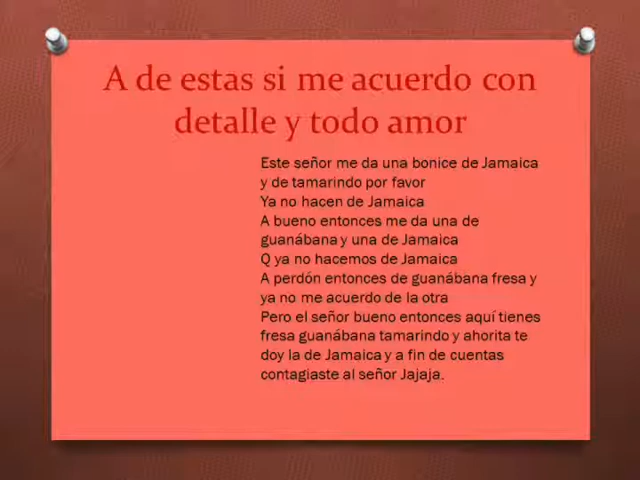 A de estas si me acuerdo con
detalle y todo amor
Este señor me da una bonice de Jamaica
y de tamarindo por favor
Ya no hacen de Jamaica
A bueno entonces me da una de
guanábana y una de Jamaica
Q ya no hacemos de Jamaica
A perdón entonces de guanábana fresa y
ya no me acuerdo de la otra
Pero el señor bueno entonces aquí tienes
fresa guanábana tamarindo y ahorita te
doy la de Jamaica y a fin de cuentas
contagiaste al señor Jajaja.